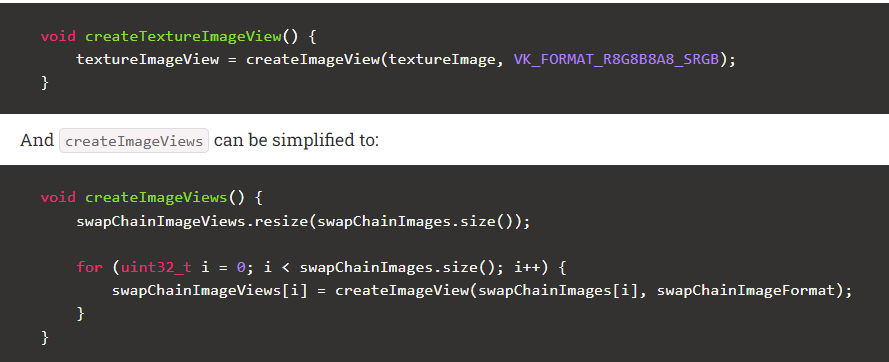 void createTextureImageView() {
    textureImageView = createImageView(textureImage, VK_FORMAT_R8G8B8A8_SRGB);
}
And createImageViews can be simplified to:
void createImageViews() {
    swapChainImageViews.resize(swapChainImages.size());
    for (uint32_t i = 0; i < swapChainImages.size(); i++) {
        swapChainImageViews[i] = createImageView(swapChainImages[i], swapChainImageFormat);
    }
}